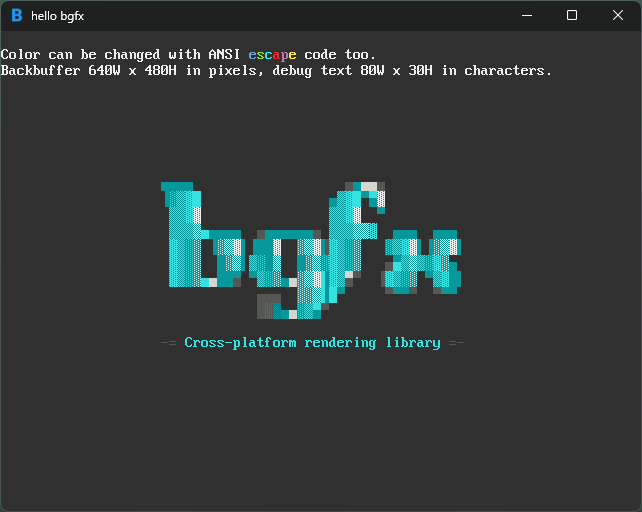 hello bgfx
Color can be changed with ANSI escape code too.
Backbuffer 640W x 480H in pixels, debug text 80W x 30H in characters.
bgfx
-= Cross-platform rendering library =-